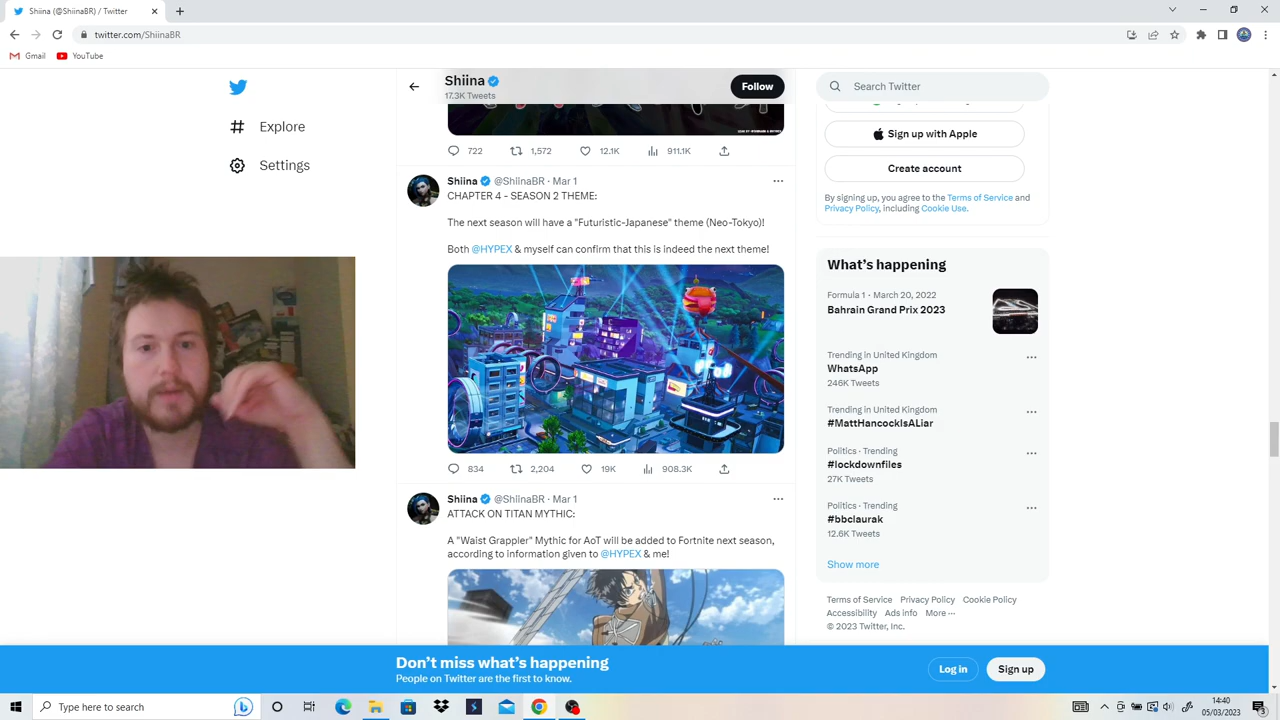 Shiina (@ShiinaBR) / Twitter
twitter.com/ShiinaBR
Gmail
YouTube
Explore
Settings
Shiina
17.3K Tweets
Follow
722
1,572
12.1K
911.1K
Shiina @ShiinaBR · Mar 1
CHAPTER 4 - SEASON 2 THEME:
The next season will have a "Futuristic-Japanese" theme (Neo-Tokyo)!
Both @HYPEX & myself can confirm that this is indeed the next theme!
834
2,204
19K
908.3K
Shiina @ShiinaBR · Mar 1
ATTACK ON TITAN MYTHIC:
A "Waist Grappler" Mythic for AoT will be added to Fortnite next season,
according to information given to @HYPEX & me!
Search Twitter
Sign up with Apple
Create account
By signing up, you agree to the Terms of Service and
Privacy Policy, including Cookie Use.
What's happening
Formula 1 · March 20, 2022
Bahrain Grand Prix 2023
Trending in United Kingdom
WhatsApp
246K Tweets
Trending in United Kingdom
#MattHancockIsALiar
Politics · Trending
#lockdownfiles
27K Tweets
Politics · Trending
#bbclaurak
12.6K Tweets
Show more
Terms of Service Privacy Policy Cookie Policy
Accessibility Ads info More ···
© 2023 Twitter, Inc.
Don't miss what's happening
People on Twitter are the first to know.
Log in
Sign up
Type here to search
14:40
05/03/2023